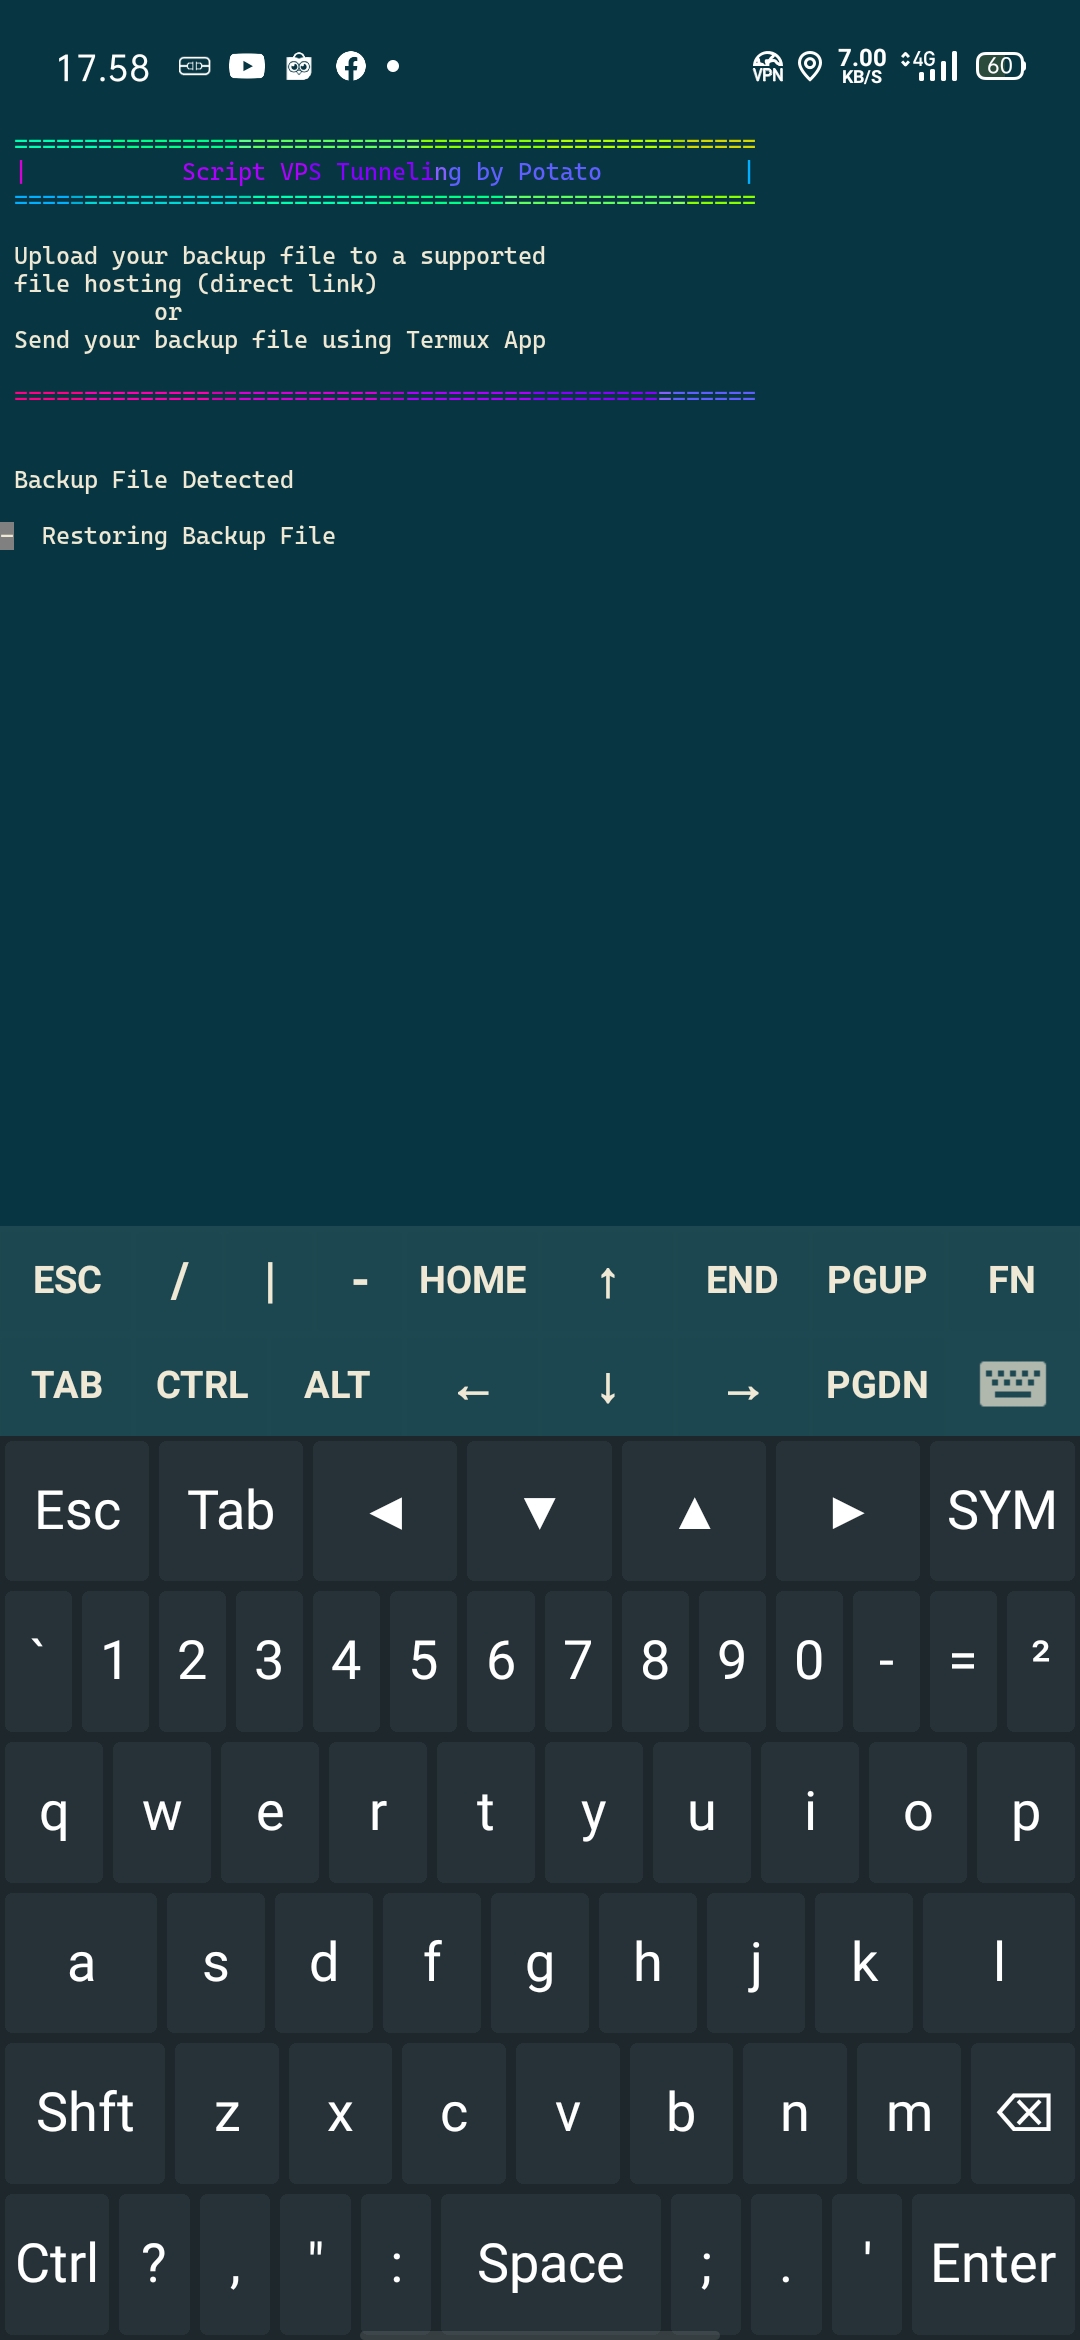 17.58 VPN 7.00 KB/S 4G 60
=====================================================
| Script VPS Tunneling by Potato |
=====================================================
Upload your backup file to a supported
file hosting (direct link)
or
Send your backup file using Termux App
=====================================================
Backup File Detected
- Restoring Backup File
ESC / | - HOME ↑ END PGUP FN
TAB CTRL ALT ← ↓ → PGDN
Esc Tab ◀ ▼ ▲ ▶ SYM
` 1 2 3 4 5 6 7 8 9 0 - = ²
q w e r t y u i o p
a s d f g h j k l
Shft z x c v b n m
Ctrl ? , " : Space ; . ' Enter